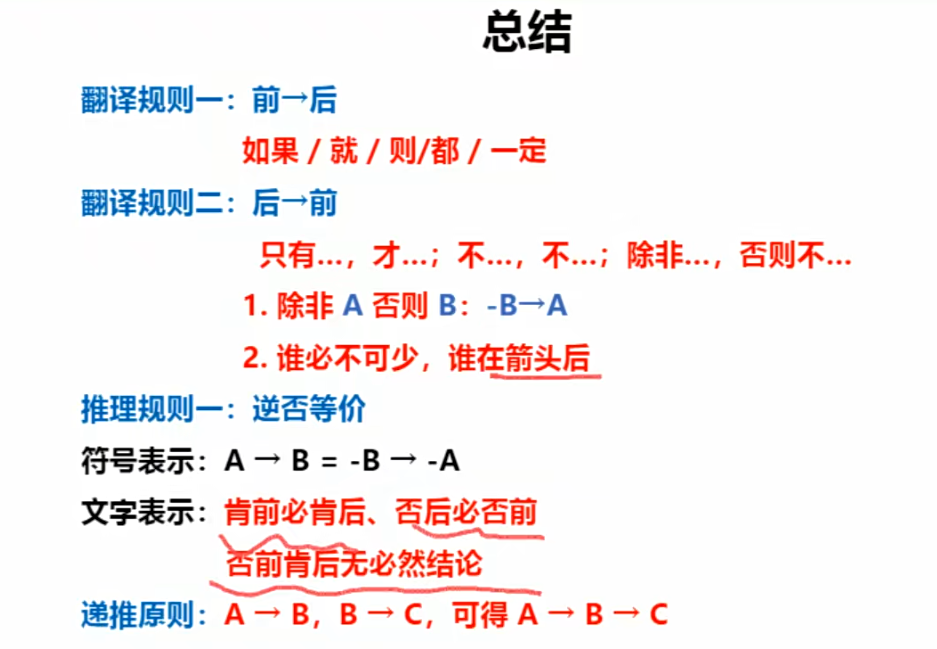 总结
翻译规则一：前→后
如果 / 就 / 则/都 / 一定
翻译规则二：后→前
只有…，才…；不…，不…；除非…，否则不…
1. 除非 A 否则 B：-B→A
2. 谁必不可少，谁在箭头后
推理规则一：逆否等价
符号表示：A → B = -B → -A
文字表示：肯前必肯后、否后必否前
否前肯后无必然结论
递推原则：A → B，B → C，可得 A → B → C